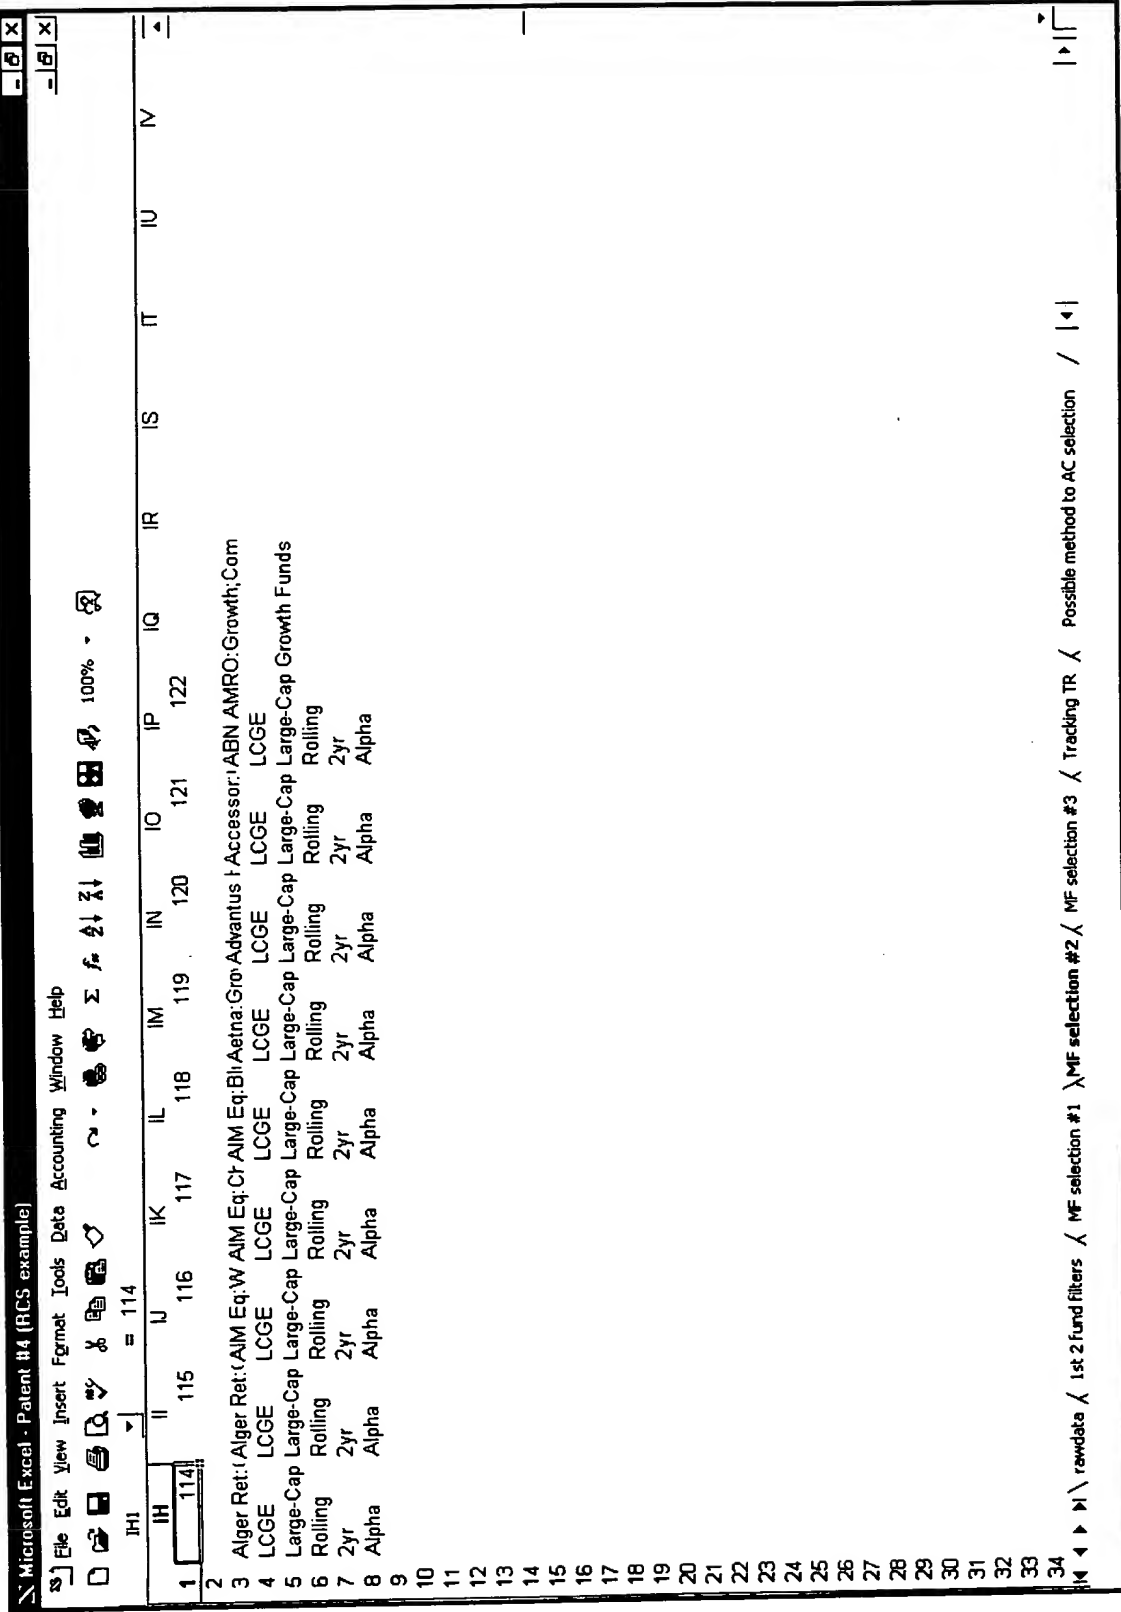 Microsoft Excel - Patent #4 (RCS example)
File Edit View Insert Format Tools Data Accounting Window Help
Σ 100%
IH1 = 114
IH II IJ IK IL IM IN IO IP IQ IR IS IT IU IV
1 114 115 116 117 118 119 120 121 122
2
3 Alger Ret:( Alger Ret:( AIM Eq:W AIM Eq:Ch AIM Eq:Bl Aetna:Gro Advantus Accessor: ABN AMRO:Growth;Com
4 LCGE LCGE LCGE LCGE LCGE LCGE LCGE LCGE LCGE
5 Large-Cap Large-Cap Large-Cap Large-Cap Large-Cap Large-Cap Large-Cap Large-Cap Large-Cap Growth Funds
6 Rolling Rolling Rolling Rolling Rolling Rolling Rolling Rolling Rolling
7 2yr 2yr 2yr 2yr 2yr 2yr 2yr 2yr 2yr
8 Alpha Alpha Alpha Alpha Alpha Alpha Alpha Alpha Alpha
9
10
11
12
13
14
15
16
17
18
19
20
21
22
23
24
25
26
27
28
29
30
31
32
33
34
rawdata / 1st 2 fund filters / MF selection #1 \ MF selection #2 / MF selection #3 / Tracking TR / Possible method to AC selection /